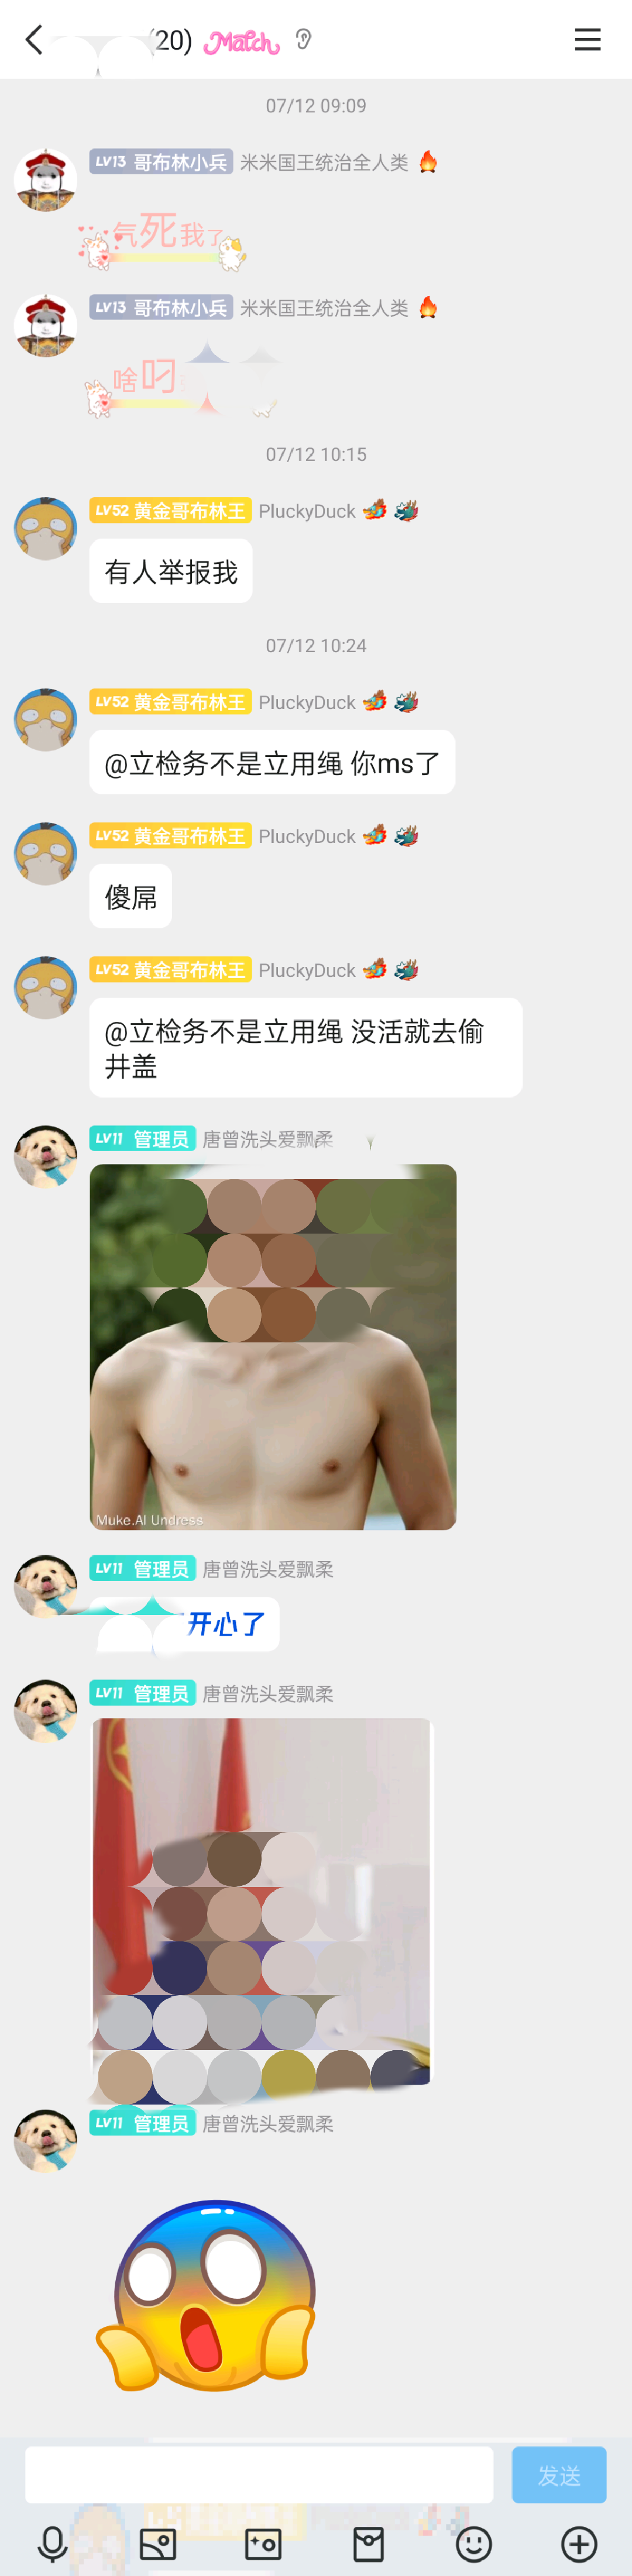 20)
Match
07/12 09:09
LV13 哥布林小兵 米米国王统治全人类
气死我了
LV13 哥布林小兵 米米国王统治全人类
啥叼
07/12 10:15
LV52 黄金哥布林王 PluckyDuck
有人举报我
07/12 10:24
LV52 黄金哥布林王 PluckyDuck
@立检务不是立用绳 你ms了
LV52 黄金哥布林王 PluckyDuck
傻屌
LV52 黄金哥布林王 PluckyDuck
@立检务不是立用绳 没活就去偷
井盖
LV11 管理员 唐曾洗头爱飘柔
Muke.AI Undress
LV11 管理员 唐曾洗头爱飘柔
开心了
LV11 管理员 唐曾洗头爱飘柔
LV11 管理员 唐曾洗头爱飘柔
发送